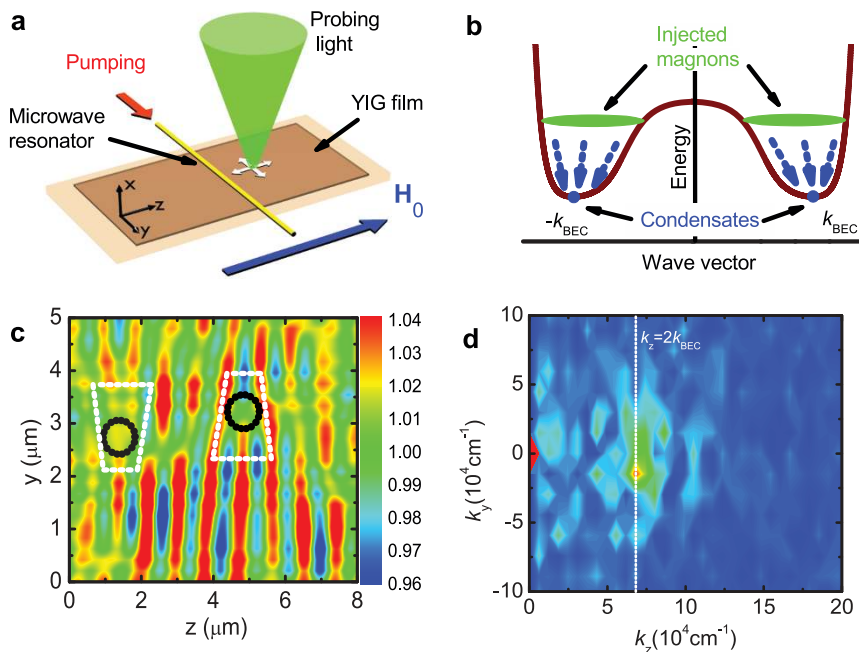 a
Probing
light
Pumping
Microwave
resonator
YIG film
x
z
y
H0
b
Injected
magnons
Energy
-kBEC
Condensates
kBEC
Wave vector
c
5
4
3
2
1
0
y (μm)
0 2 4 6 8
z (μm)
1.04
1.03
1.02
1.01
1.00
0.99
0.98
0.97
0.96
d
10
5
0
-5
-10
ky(10⁴cm⁻¹)
kz=2kBEC
0 5 10 15 20
kz(10⁴cm⁻¹)